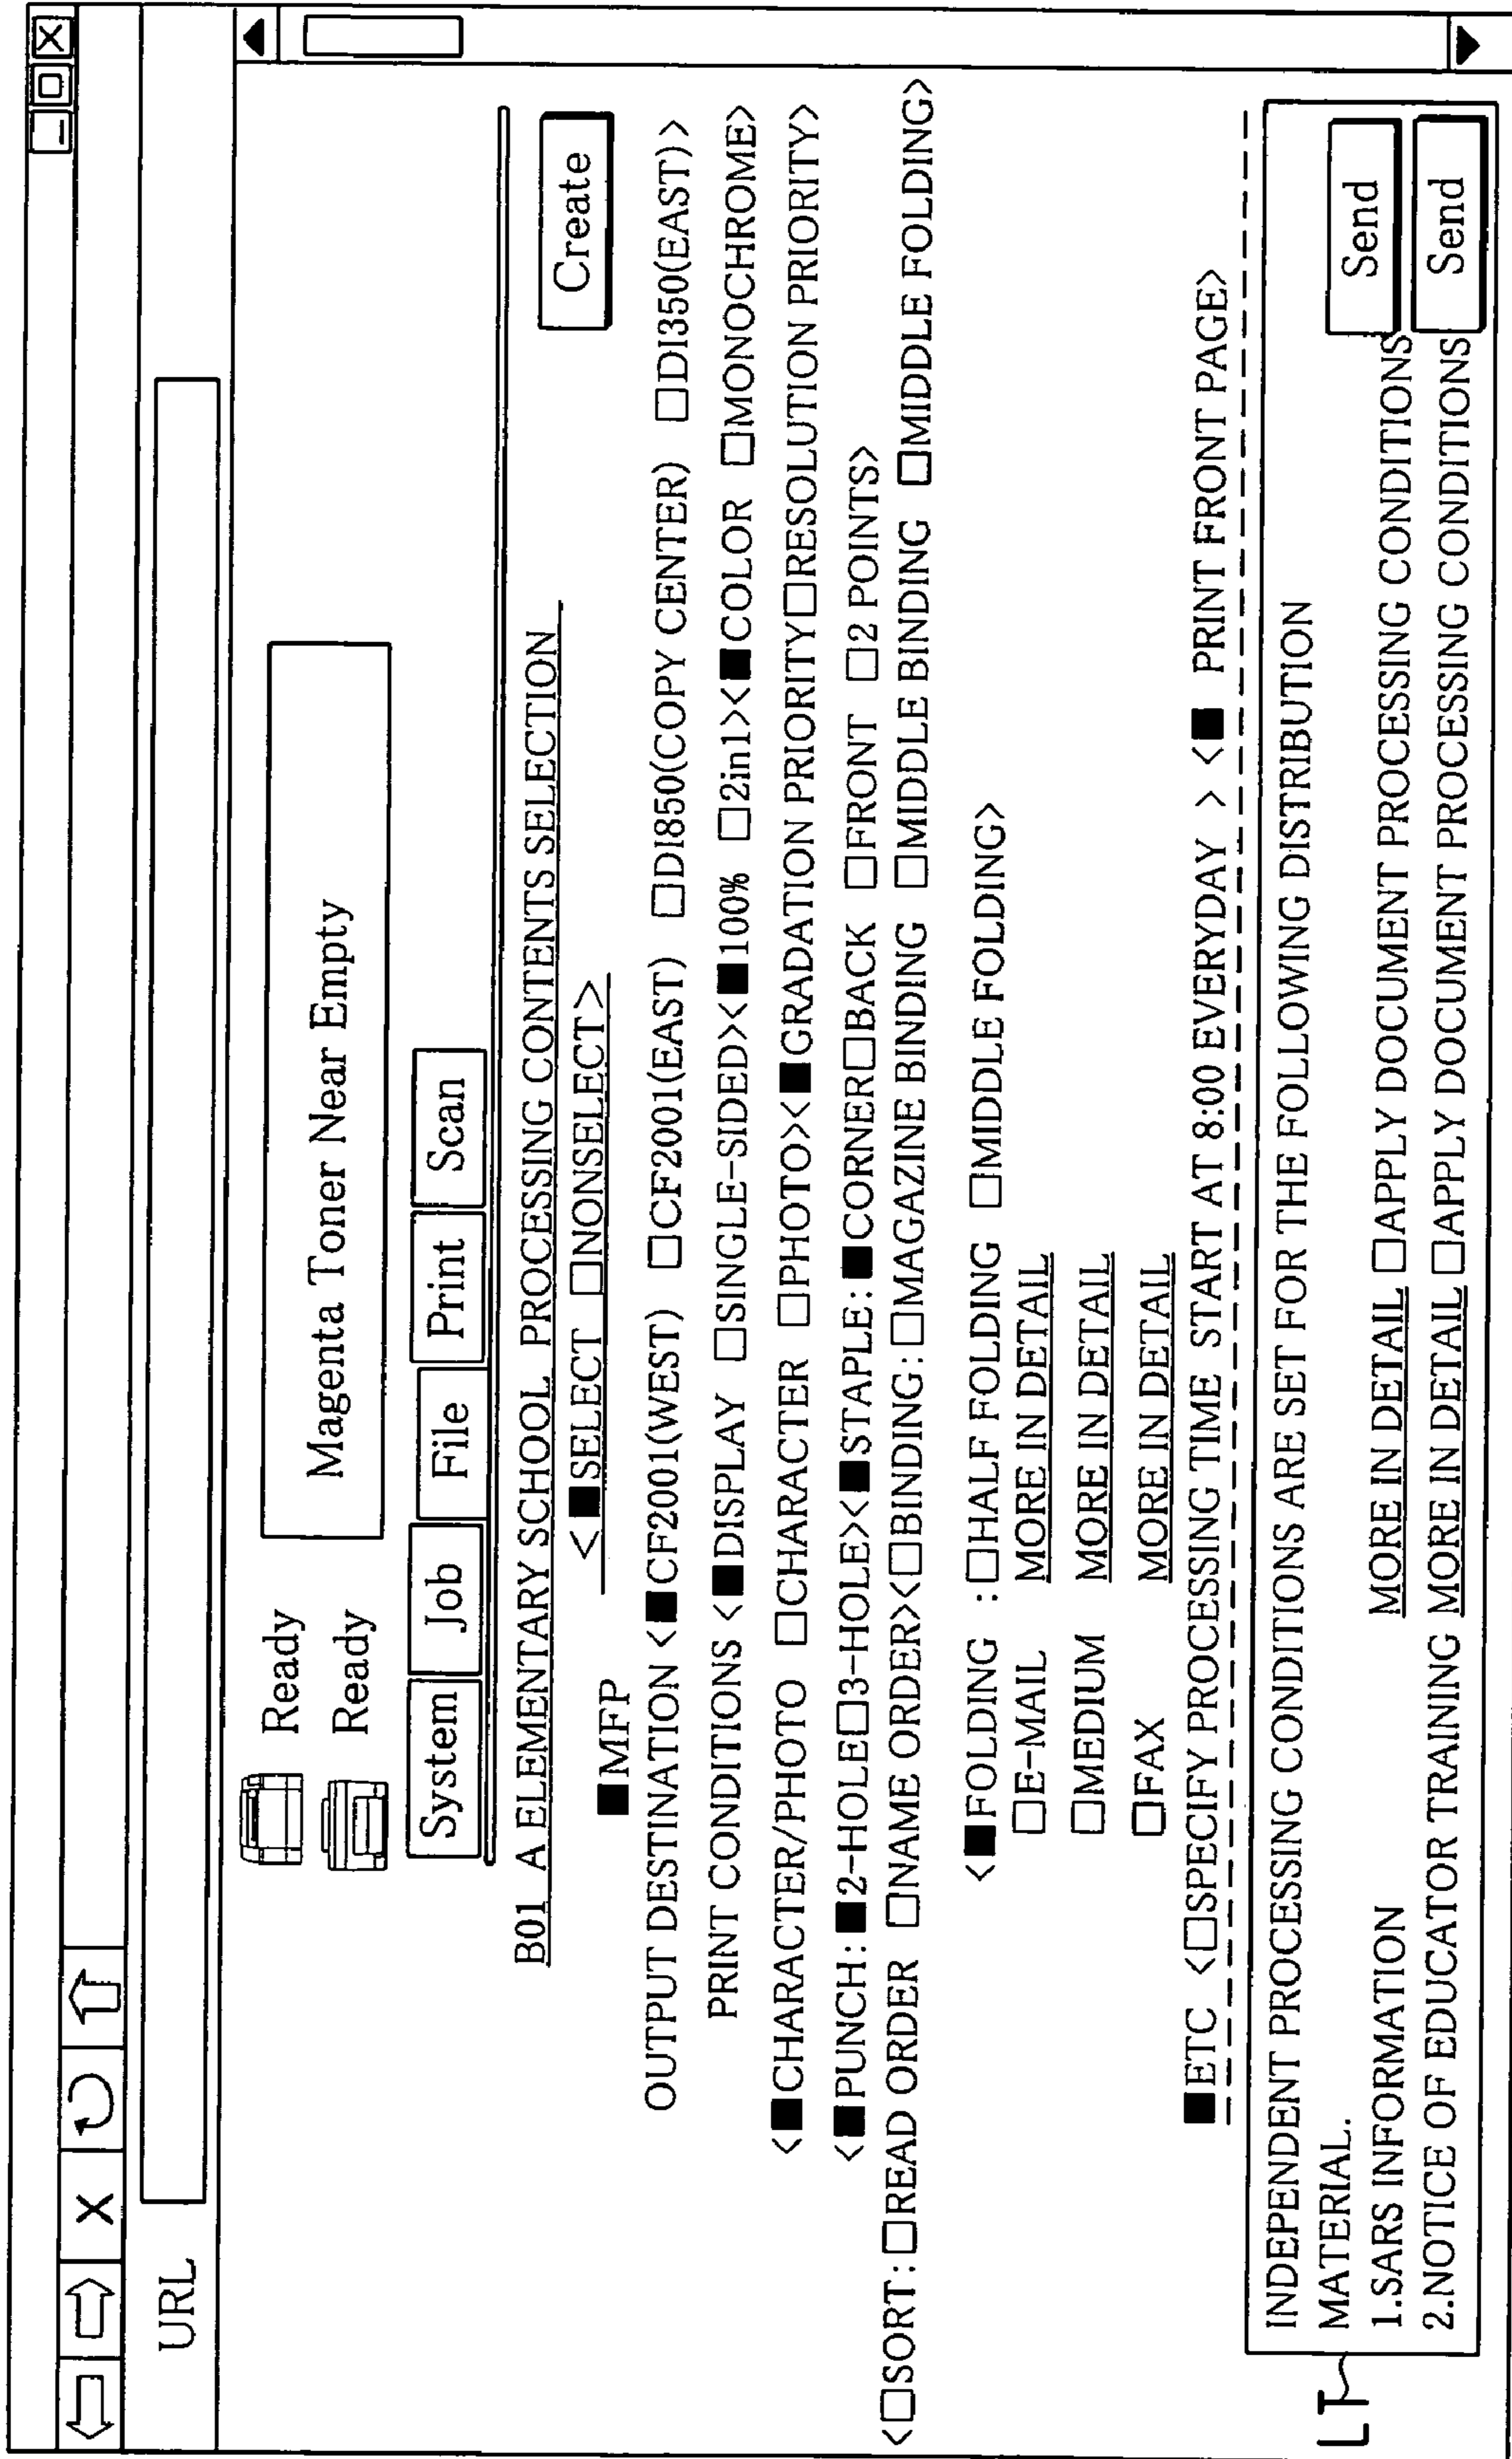 URL
Ready
Magenta Toner Near Empty
Ready
System Job File Print Scan
B01 A ELEMENTARY SCHOOL PROCESSING CONTENTS SELECTION
<■SELECT □NONSELECT>
Create
■MFP
OUTPUT DESTINATION <■CF2001(WEST) □CF2001(EAST) □DI850(COPY CENTER) □DI350(EAST)>
PRINT CONDITIONS <■DISPLAY □SINGLE-SIDED><■100% □2in1><■COLOR □MONOCHROME>
<■CHARACTER/PHOTO □CHARACTER □PHOTO><■GRADATION PRIORITY□RESOLUTION PRIORITY>
<■PUNCH:■2-HOLE□3-HOLE><■STAPLE:■CORNER□BACK □FRONT □2 POINTS>
<□SORT:□READ ORDER □NAME ORDER><□BINDING:□MAGAZINE BINDING □MIDDLE BINDING □MIDDLE FOLDING>
<■FOLDING :□HALF FOLDING □MIDDLE FOLDING>
□E-MAIL MORE IN DETAIL
□MEDIUM MORE IN DETAIL
□FAX MORE IN DETAIL
■ETC <□SPECIFY PROCESSING TIME START AT 8:00 EVERYDAY > <■ PRINT FRONT PAGE>
INDEPENDENT PROCESSING CONDITIONS ARE SET FOR THE FOLLOWING DISTRIBUTION
MATERIAL.
1.SARS INFORMATION MORE IN DETAIL □APPLY DOCUMENT PROCESSING CONDITIONS Send
2.NOTICE OF EDUCATOR TRAINING MORE IN DETAIL □APPLY DOCUMENT PROCESSING CONDITIONS Send
LT